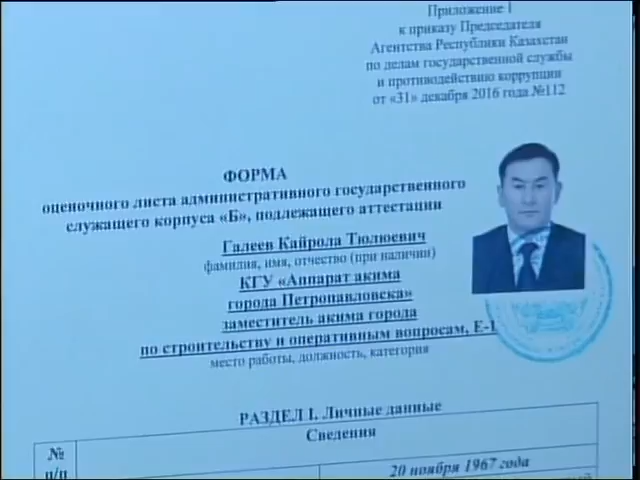 Приложение 1
к приказу Председателя
Агентства Республики Казахстан
по делам государственной службы
и противодействию коррупции
от «31» декабря 2016 года №112
ФОРМА
оценочного листа административного государственного
служащего корпуса «Б», подлежащего аттестации
Галеев Кайрола Тюлюевич
фамилия, имя, отчество (при наличии)
КГУ «Аппарат акима
города Петропавловска»
заместитель акима города
по строительству и оперативным вопросам, Е-1
место работы, должность, категория
РАЗДЕЛ I. Личные данные
№
п/п
Сведения
20 ноября 1967 года